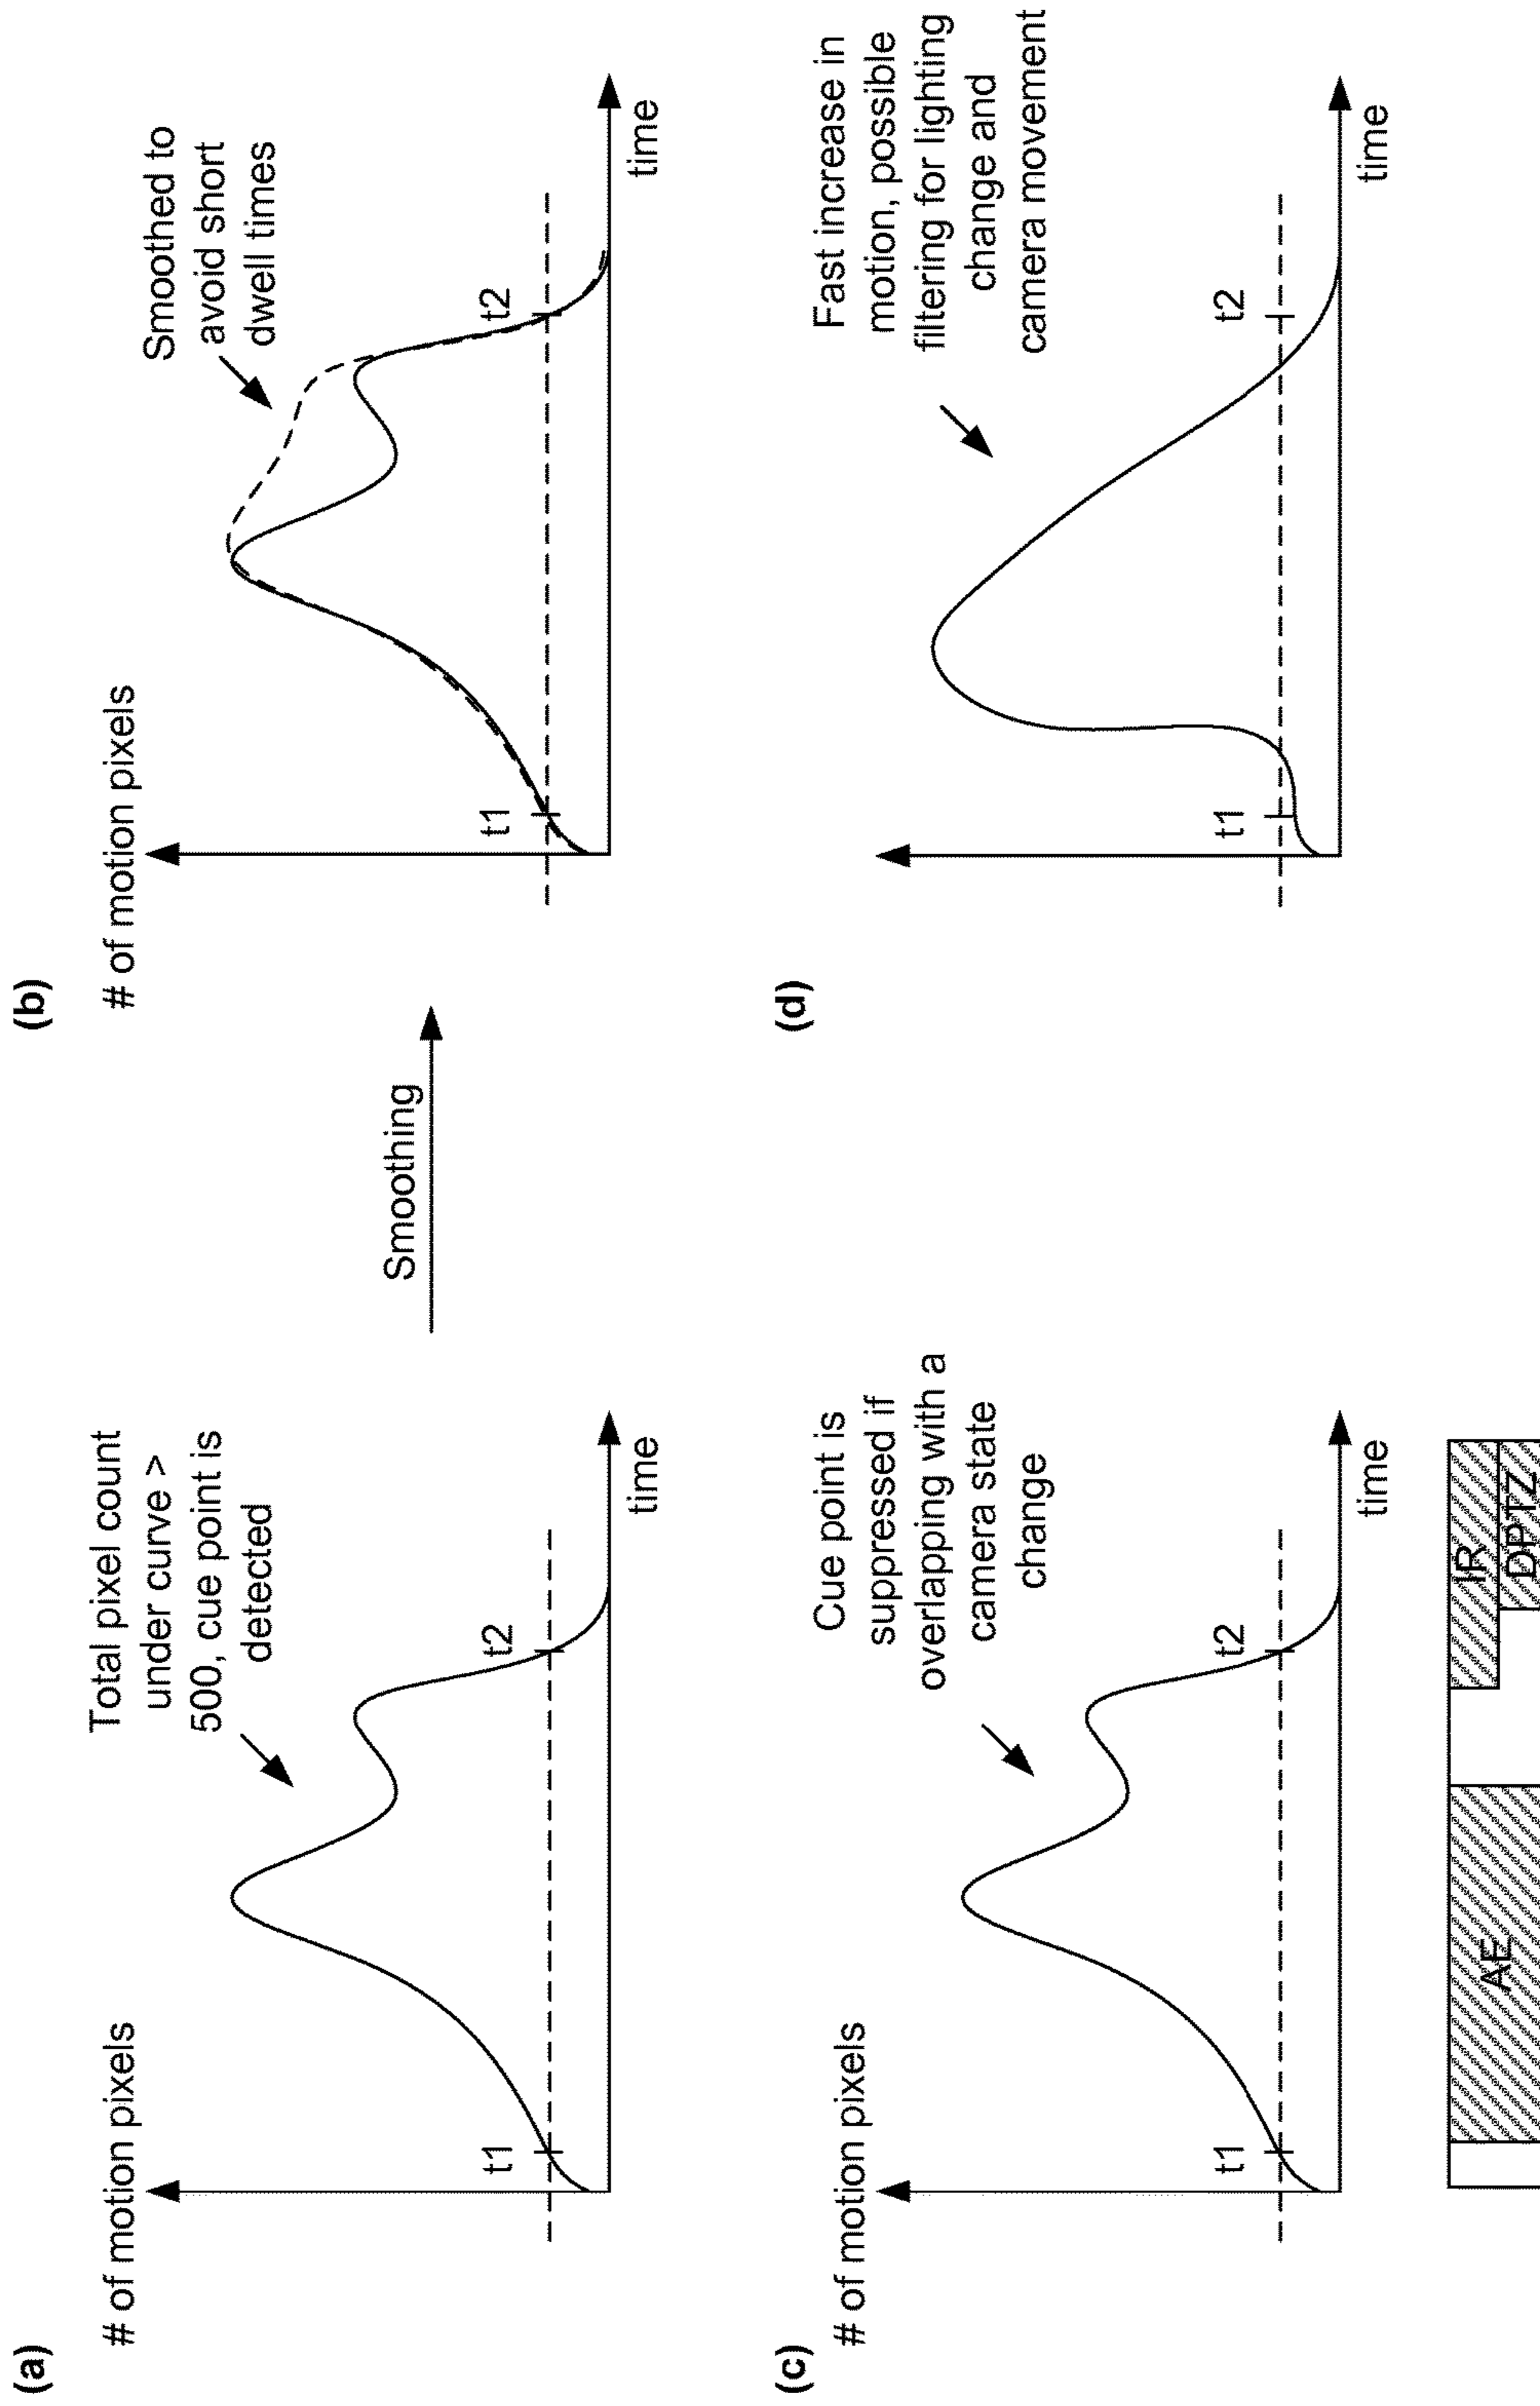 (a)
# of motion pixels
Total pixel count
under curve >
500, cue point is
detected
t1
t2
time
Smoothing
(b)
# of motion pixels
Smoothed to
avoid short
dwell times
t1
t2
time
(c)
# of motion pixels
Cue point is
suppressed if
overlapping with a
camera state
change
t1
t2
time
AE
IR
DPTZ
(d)
Fast increase in
motion, possible
filtering for lighting
change and
camera movement
t1
t2
time